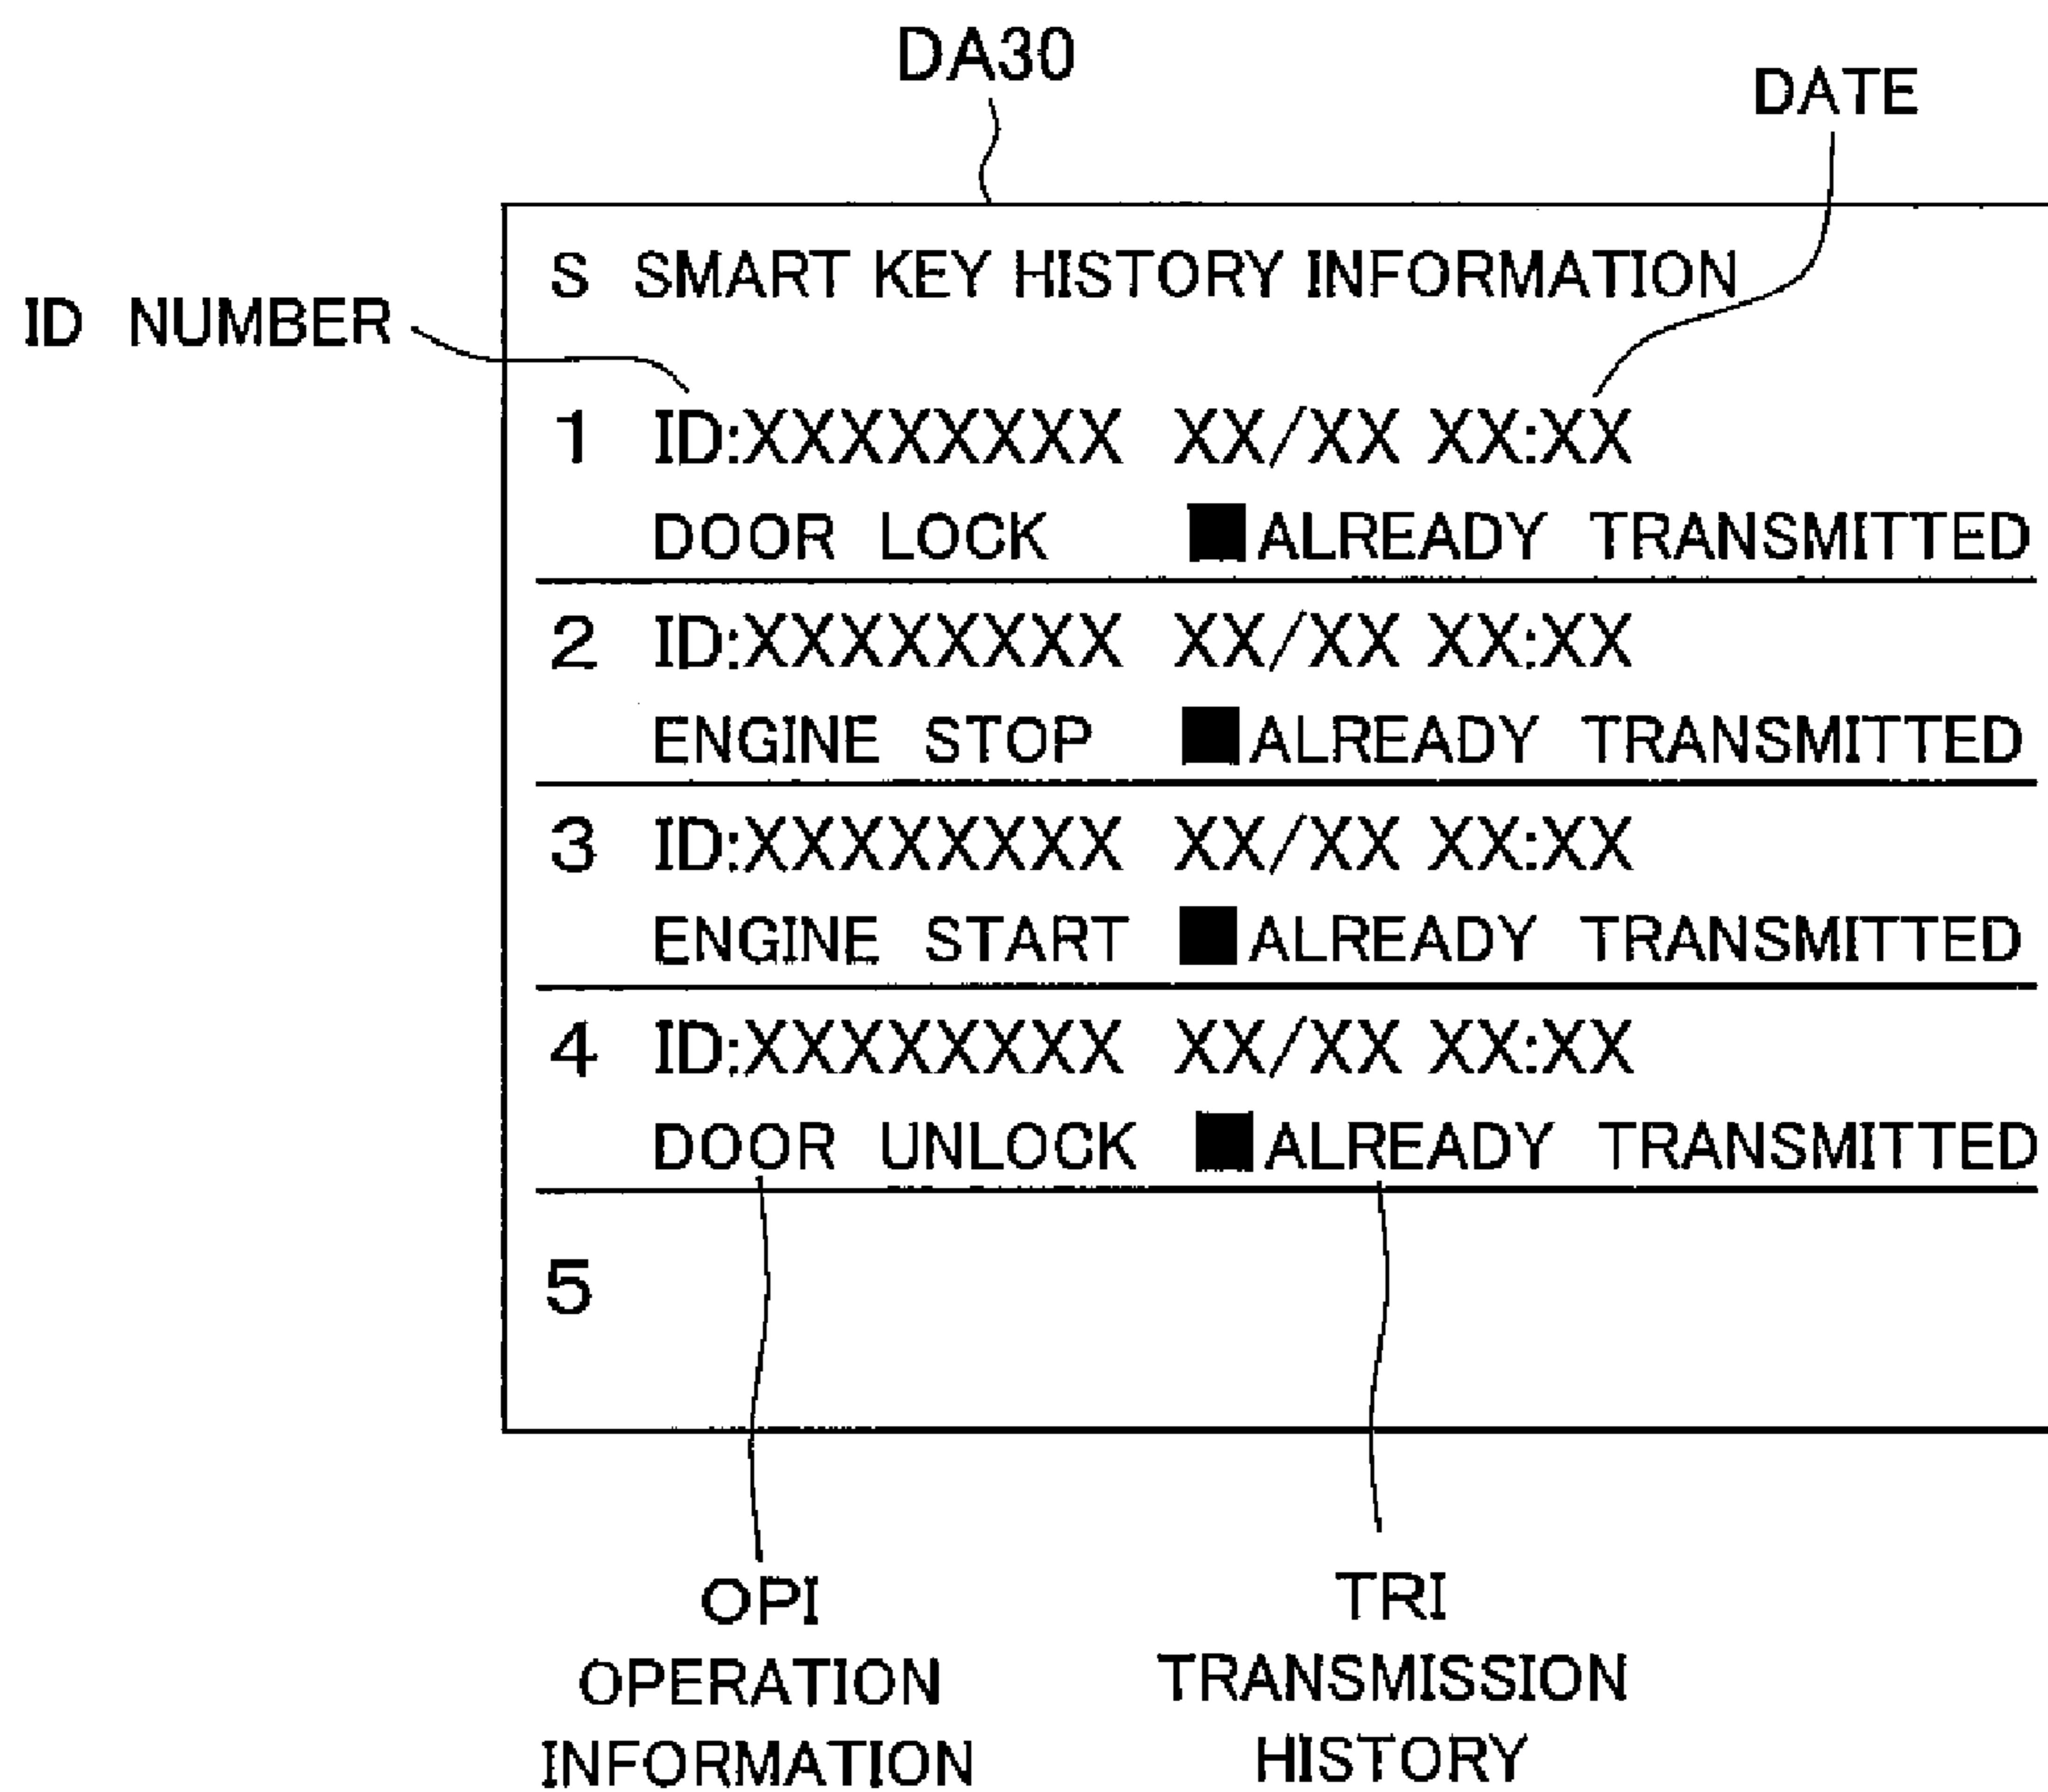 DA30
DATE
S SMART KEY HISTORY INFORMATION
ID NUMBER
1 ID:XXXXXXXX XX/XX XX:XX
DOOR LOCK ■ALREADY TRANSMITTED
2 ID:XXXXXXXX XX/XX XX:XX
ENGINE STOP ■ALREADY TRANSMITTED
3 ID:XXXXXXXX XX/XX XX:XX
ENGINE START ■ALREADY TRANSMITTED
4 ID:XXXXXXXX XX/XX XX:XX
DOOR UNLOCK ■ALREADY TRANSMITTED
5
OPI
OPERATION
INFORMATION
TRI
TRANSMISSION
HISTORY